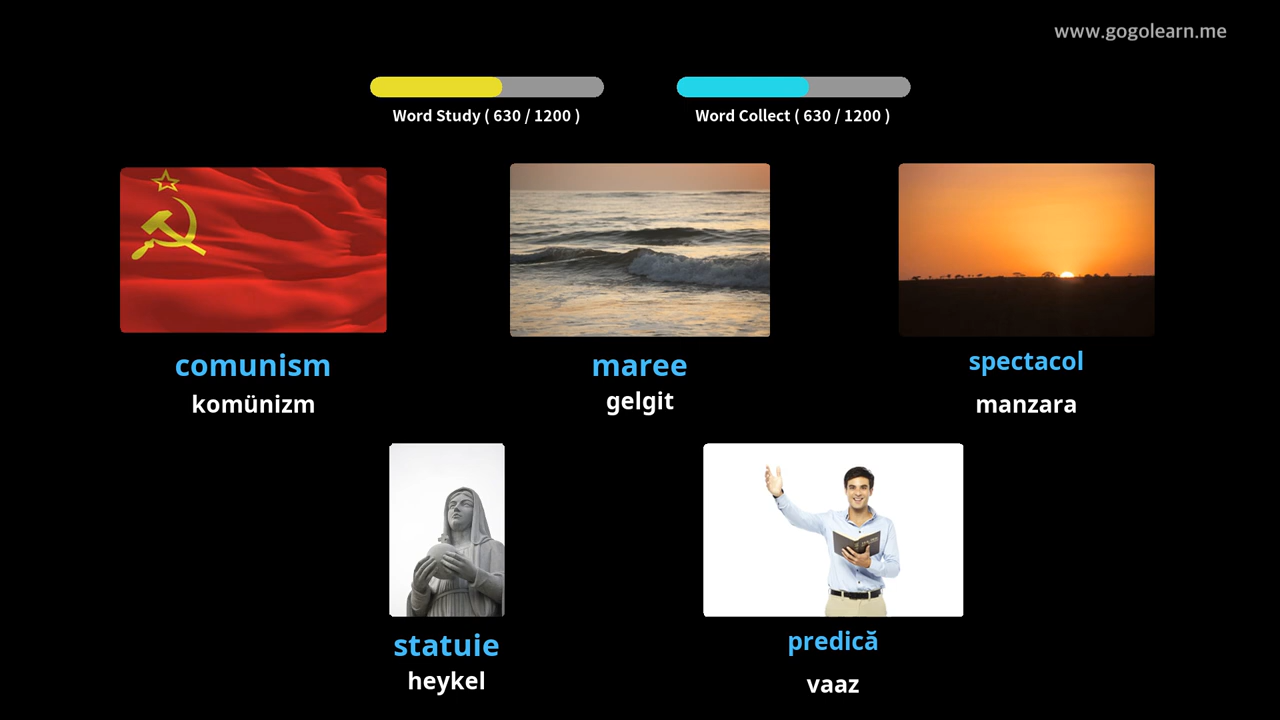 www.gogolearn.me
Word Study ( 630 / 1200 )
Word Collect ( 630 / 1200 )
comunism
komünizm
maree
gelgit
spectacol
manzara
statuie
heykel
predică
vaaz